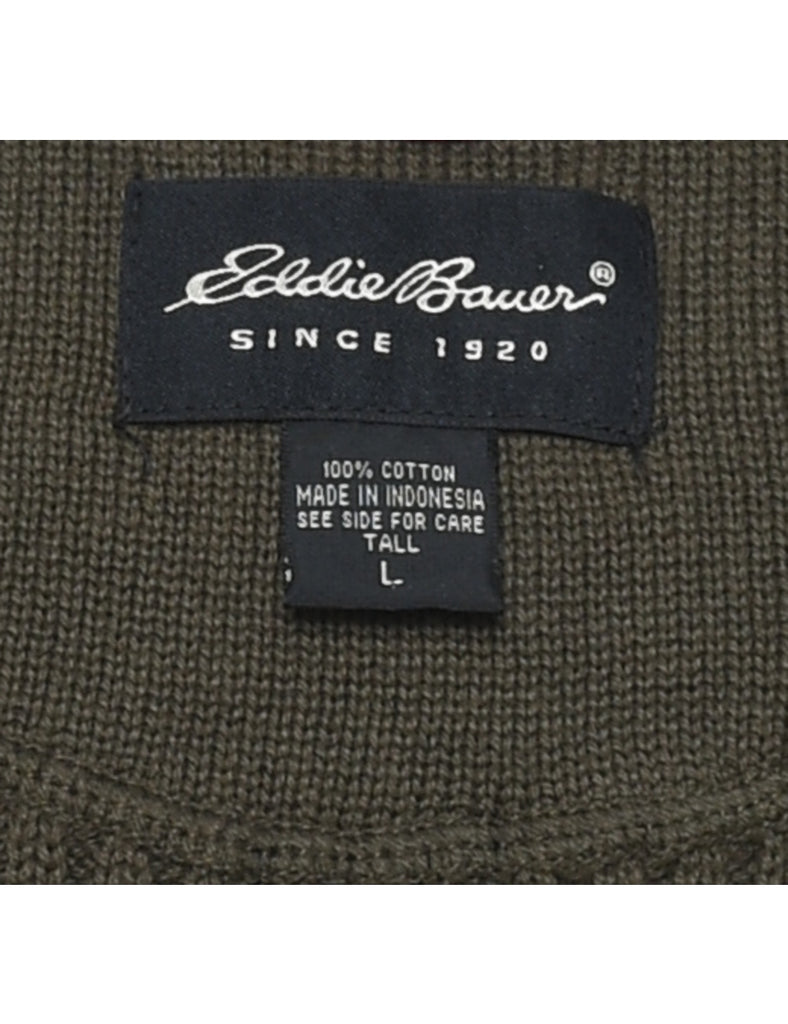 Eddie Bauer®
SINCE 1920
100% COTTON
MADE IN INDONESIA
SEE SIDE FOR CARE
TALL
L